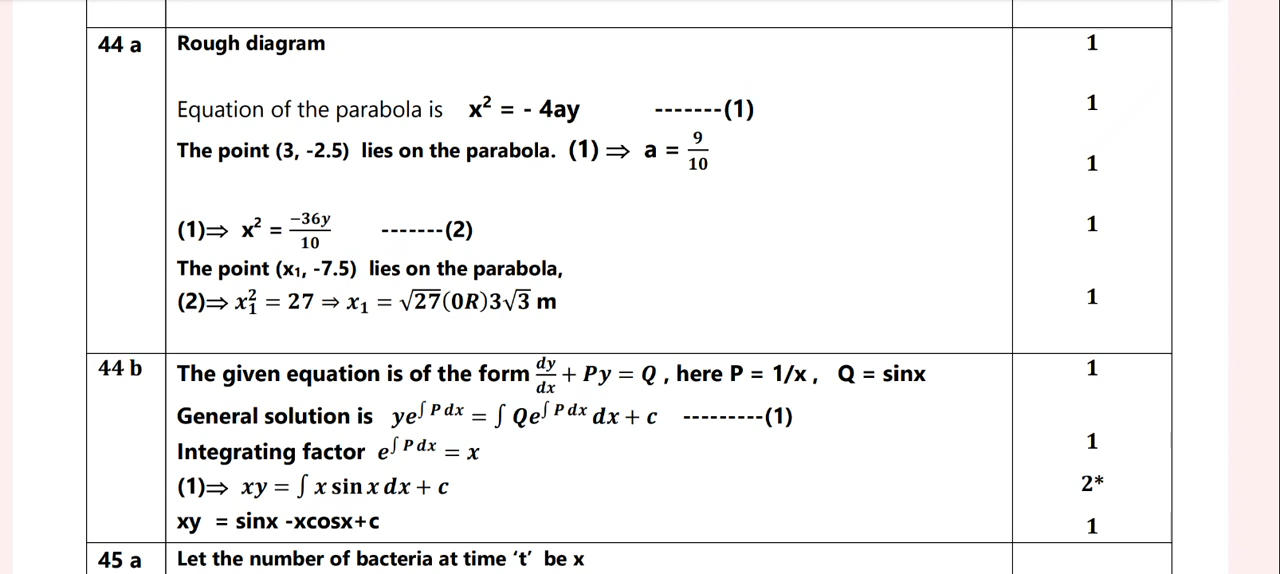 44 a Rough diagram 1
Equation of the parabola is x² = - 4ay -------(1) 1
The point (3, -2.5) lies on the parabola. (1) ⇒ a = 9/10 1
(1)⇒ x² = −36y/10 -------(2) 1
The point (x₁, -7.5) lies on the parabola,
(2)⇒ x₁² = 27 ⇒ x₁ = √27(OR)3√3 m 1
44 b The given equation is of the form dy/dx + Py = Q , here P = 1/x , Q = sinx 1
General solution is ye^∫ P dx = ∫ Qe^∫ P dx dx + c ---------(1)
Integrating factor e^∫ P dx = x 1
(1)⇒ xy = ∫ x sin x dx + c 2*
xy = sinx -xcosx+c 1
45 a Let the number of bacteria at time ‘t’ be x